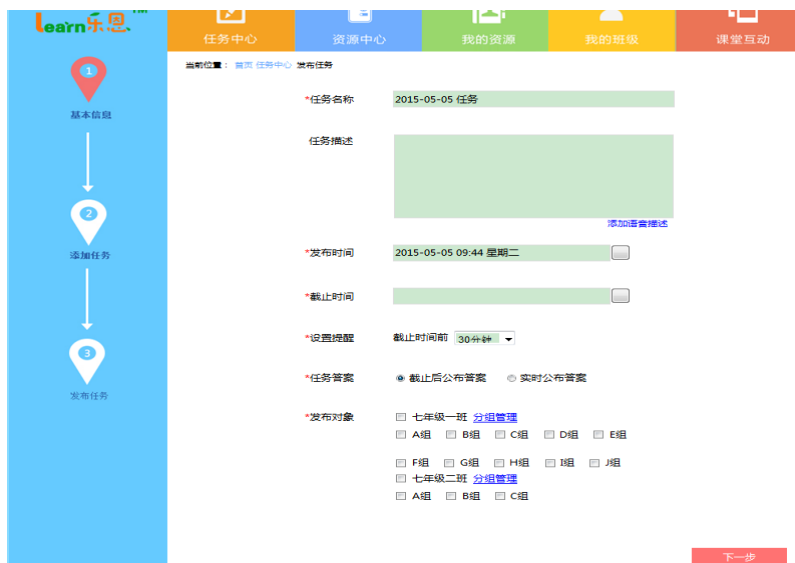 Learn乐恩 TM
任务中心 资源中心 我的资源 我的班级 课堂互动
当前位置： 首页 任务中心 发布任务
1
基本信息
2
添加任务
3
发布任务
*任务名称 2015-05-05 任务
任务描述
添加语音描述
*发布时间 2015-05-05 09:44 星期二
*截止时间
*设置提醒 截止时间前 30分钟
*任务答案 截止后公布答案 实时公布答案
*发布对象 七年级一班 分组管理
A组 B组 C组 D组 E组
F组 G组 H组 I组 J组
七年级二班 分组管理
A组 B组 C组
下一步